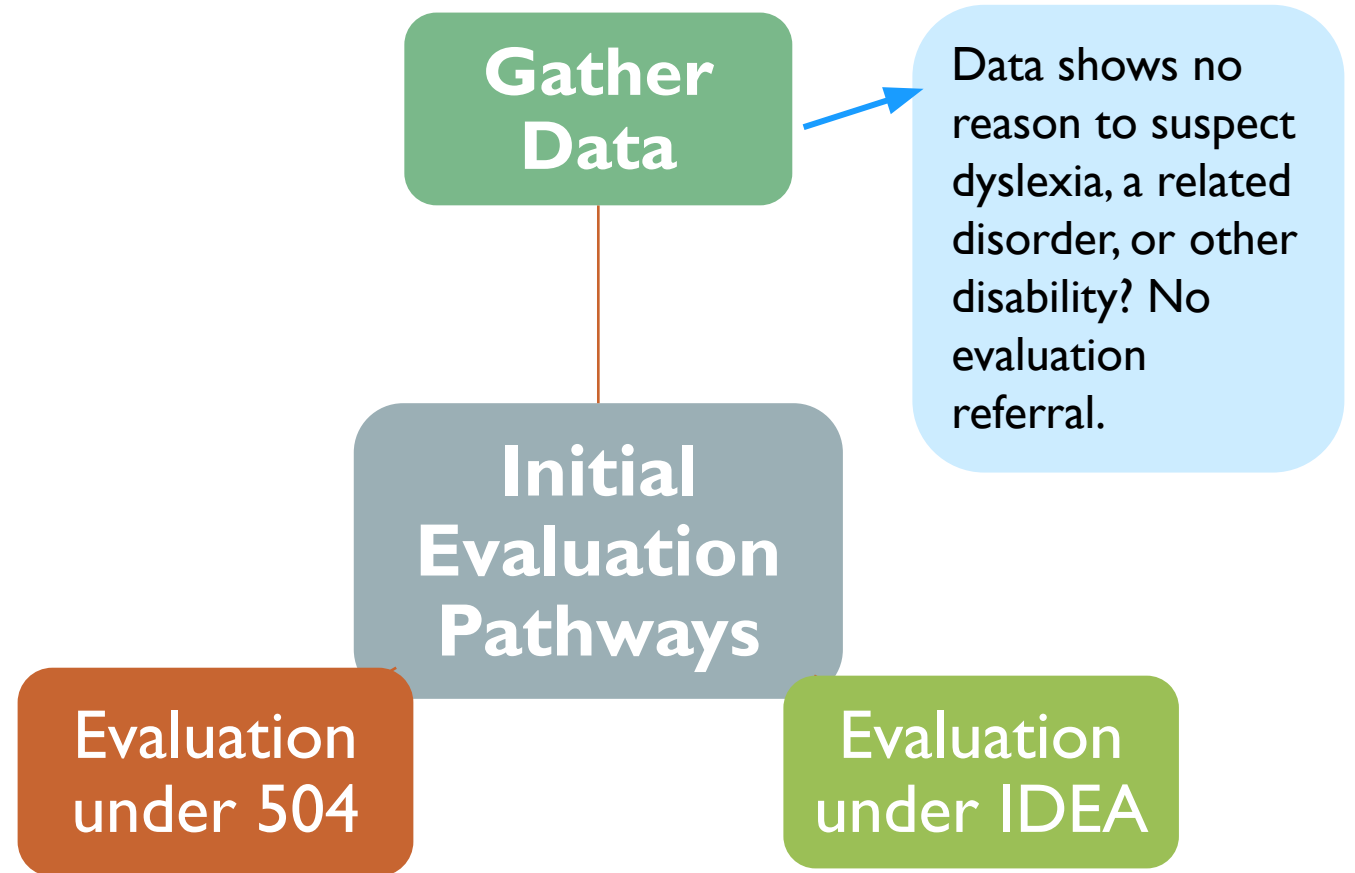 Gather
Data
Data shows no
reason to suspect
dyslexia, a related
disorder, or other
disability? No
evaluation
referral.
Initial
Evaluation
Pathways
Evaluation
under 504
Evaluation
under IDEA